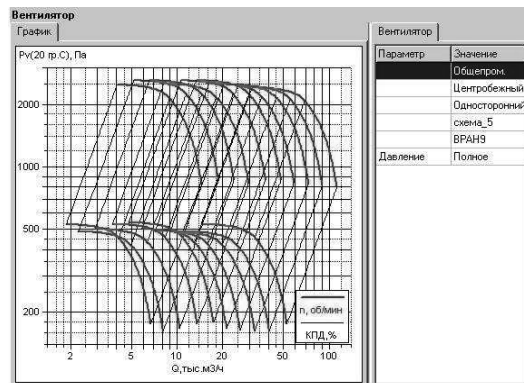 Вентилятор
График
Вентилятор
Pv(20 гр.С), Па
2000
1000
500
200
2 5 10 20 50 100
Q,тыс.м3/ч
n, об/мин
КПД,%
Параметр Значение
Общепром.
Центробежный
Односторонний
схема_5
ВРАН9
Давление Полное